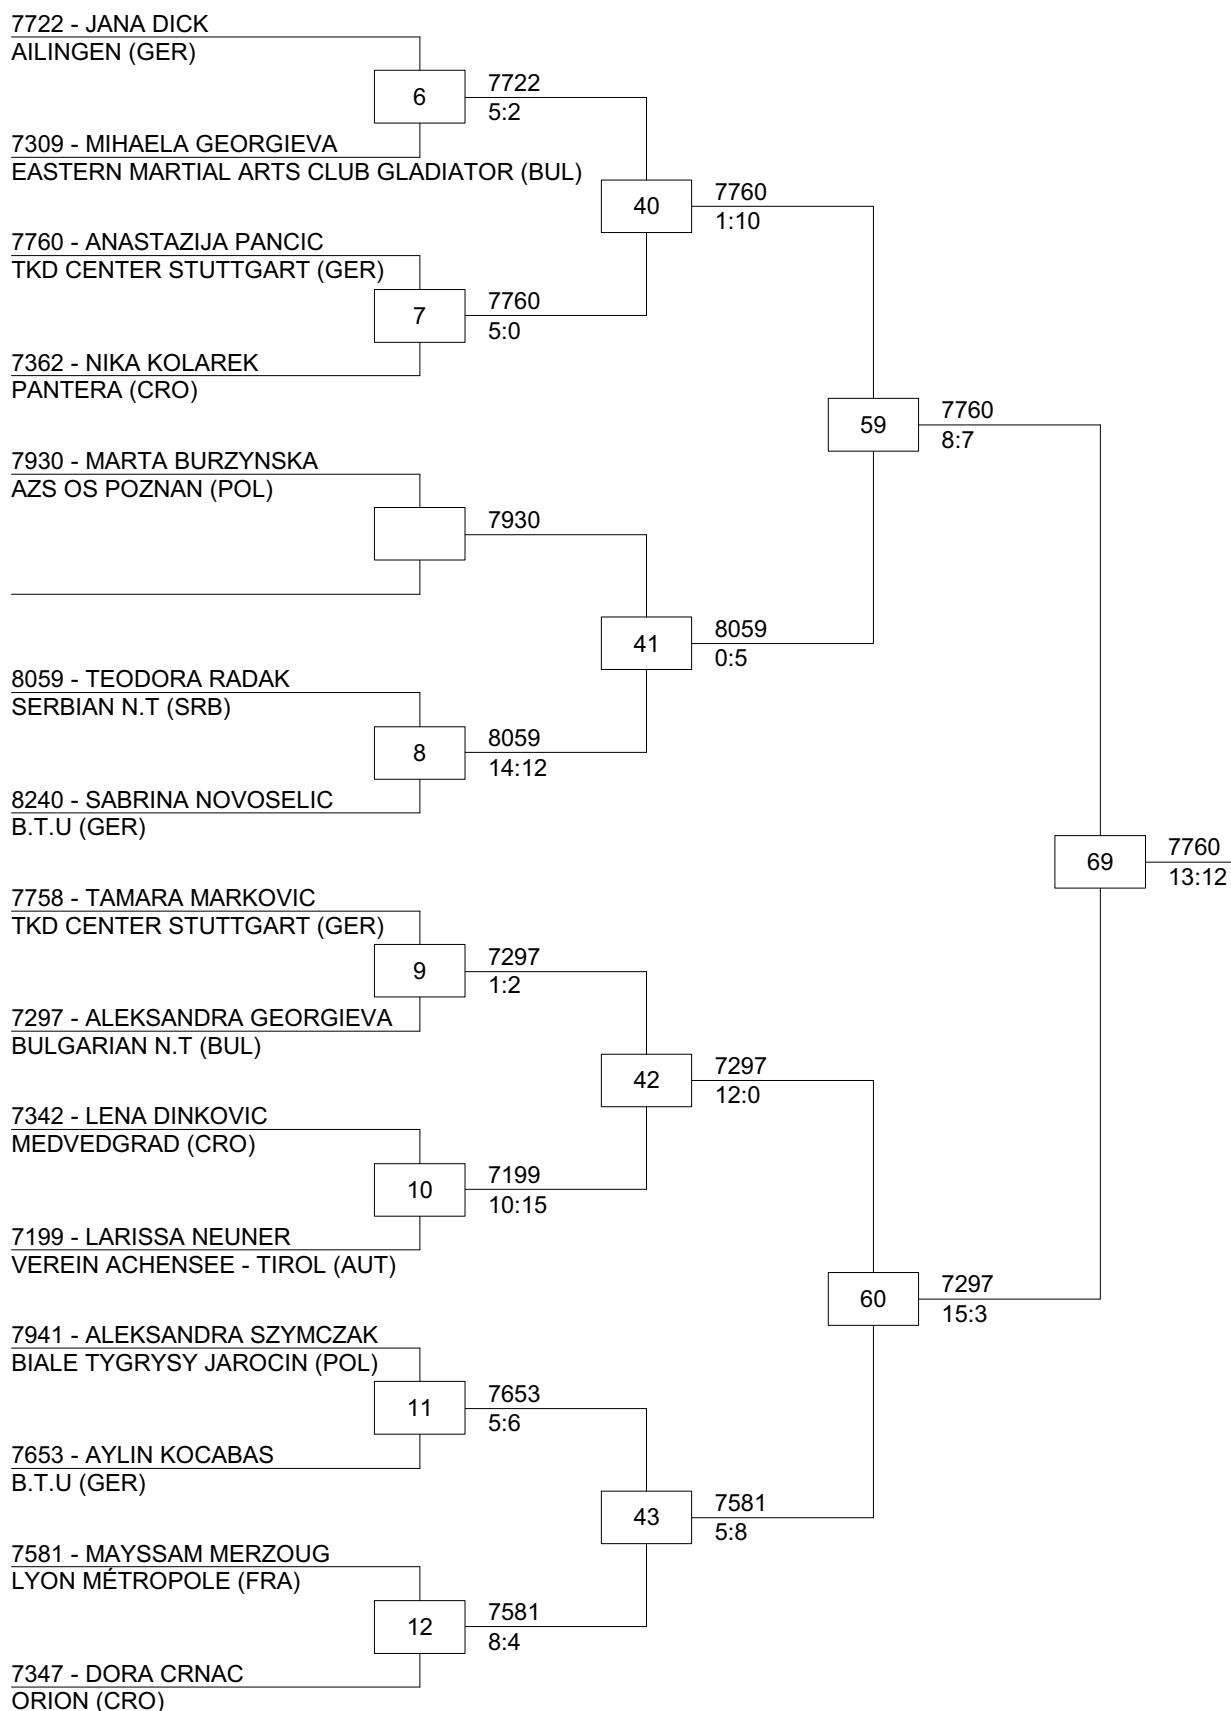 7722 - JANA DICK
AILINGEN (GER)
6
7722
5:2
7309 - MIHAELA GEORGIEVA
EASTERN MARTIAL ARTS CLUB GLADIATOR (BUL)
40
7760
1:10
7760 - ANASTAZIJA PANCIC
TKD CENTER STUTTGART (GER)
7
7760
5:0
7362 - NIKA KOLAREK
PANTERA (CRO)
59
7760
8:7
7930 - MARTA BURZYNSKA
AZS OS POZNAN (POL)
7930
41
8059
0:5
8059 - TEODORA RADAK
SERBIAN N.T (SRB)
8
8059
14:12
8240 - SABRINA NOVOSELIC
B.T.U (GER)
69
7760
13:12
7758 - TAMARA MARKOVIC
TKD CENTER STUTTGART (GER)
9
7297
1:2
7297 - ALEKSANDRA GEORGIEVA
BULGARIAN N.T (BUL)
42
7297
12:0
7342 - LENA DINKOVIC
MEDVEDGRAD (CRO)
10
7199
10:15
7199 - LARISSA NEUNER
VEREIN ACHENSEE - TIROL (AUT)
60
7297
15:3
7941 - ALEKSANDRA SZYMCZAK
BIALE TYGRYSY JAROCIN (POL)
11
7653
5:6
7653 - AYLIN KOCABAS
B.T.U (GER)
43
7581
5:8
7581 - MAYSSAM MERZOUG
LYON MÉTROPOLE (FRA)
12
7581
8:4
7347 - DORA CRNAC
ORION (CRO)